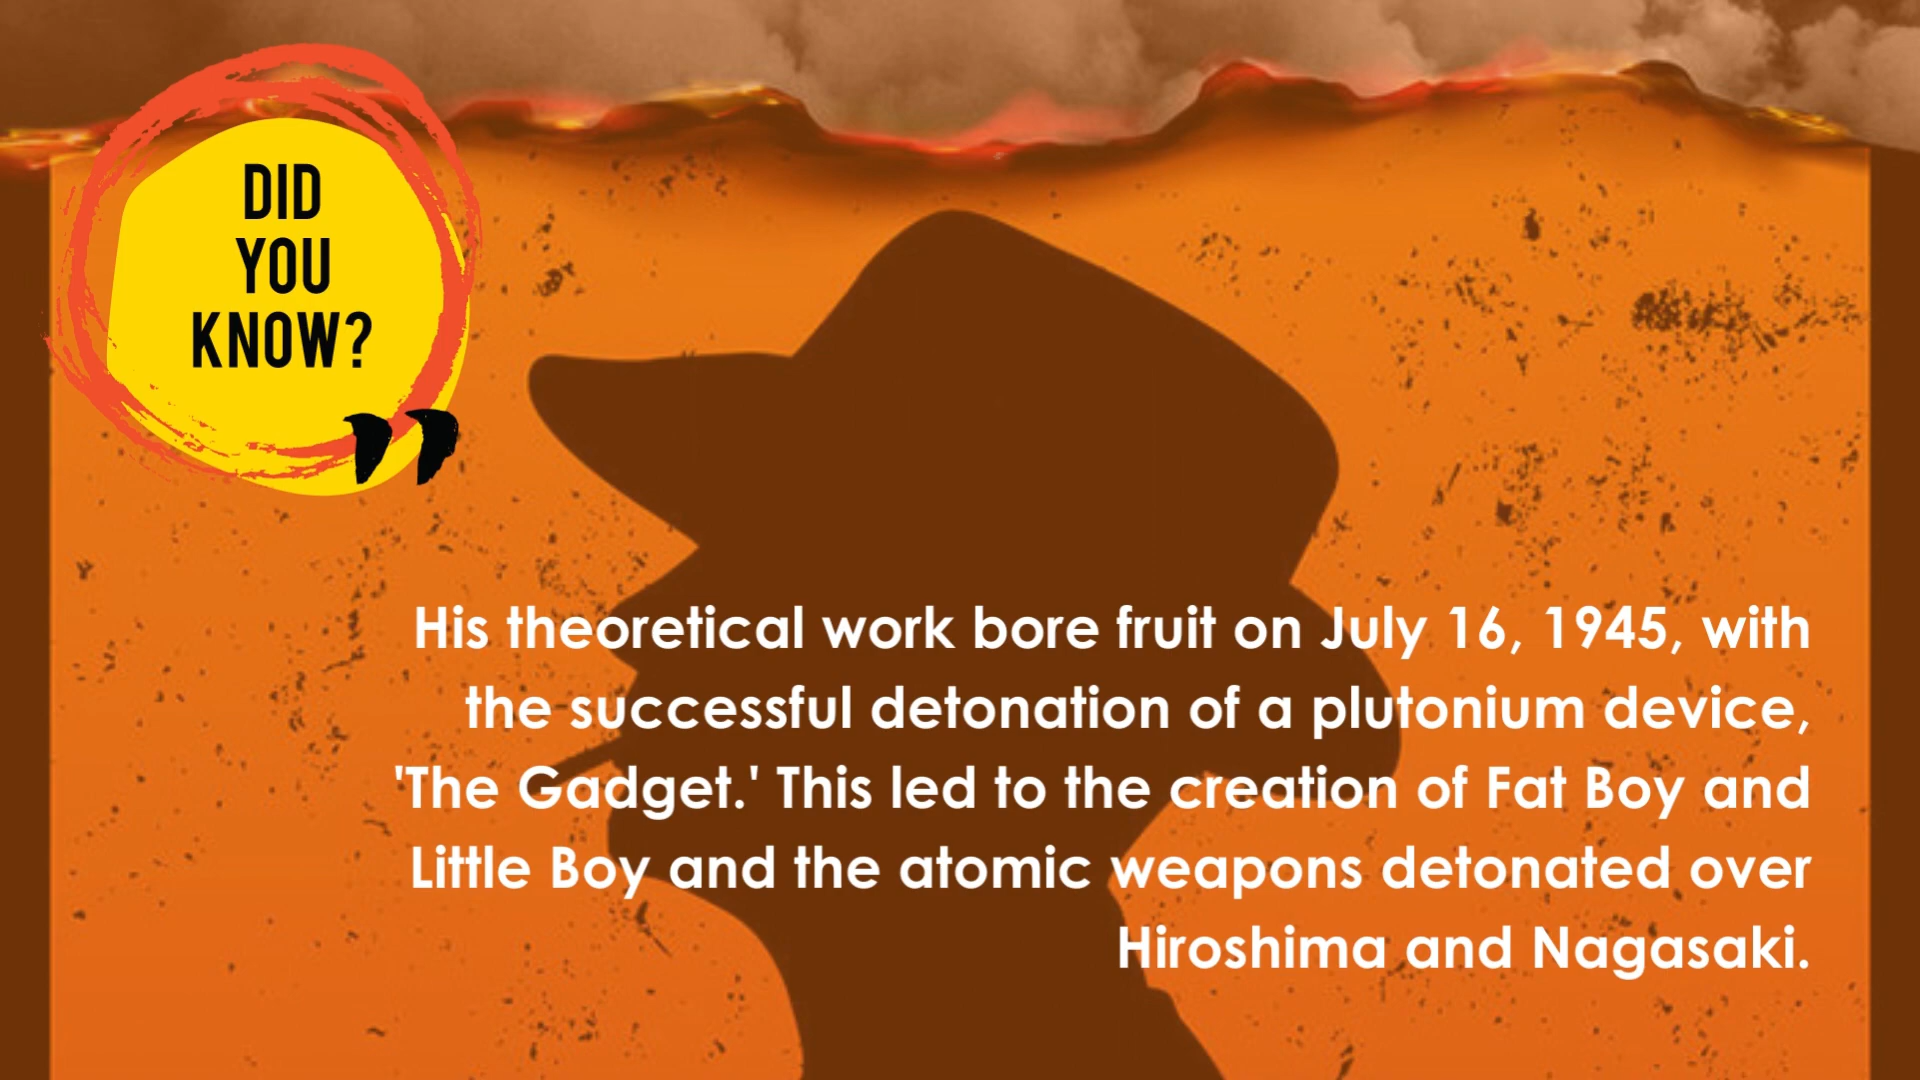 DID
YOU
KNOW?
"
His theoretical work bore fruit on July 16, 1945, with
the successful detonation of a plutonium device,
'The Gadget.' This led to the creation of Fat Boy and
Little Boy and the atomic weapons detonated over
Hiroshima and Nagasaki.